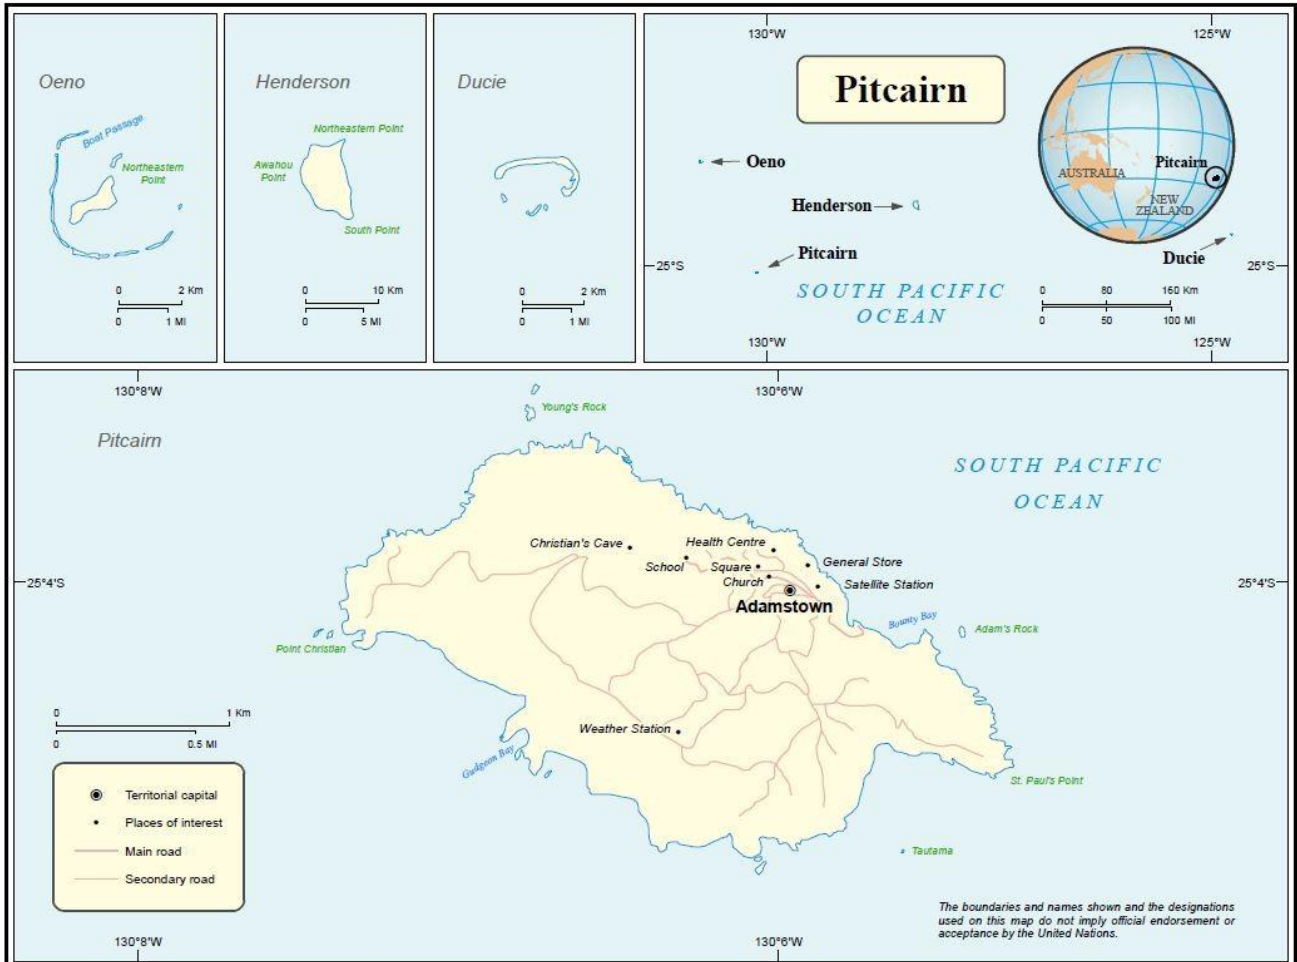 Oeno
Boat Passage
Northeastern
Point
0 2 Km
0 1 MI
Henderson
Northeastern Point
Awahou
Point
South Point
0 10 Km
0 5 MI
Ducie
0 2 Km
0 1 MI
130°W 125°W
Pitcairn
Oeno
Henderson
Pitcairn
Ducie
AUSTRALIA
NEW
ZEALAND
Pitcairn
25°S 25°S
SOUTH PACIFIC
OCEAN
0 80 160 Km
0 50 100 MI
130°W 125°W
130°8'W 130°6'W
Pitcairn
Young's Rock
SOUTH PACIFIC
OCEAN
Christian's Cave
Health Centre
School
Square
General Store
Church
Satellite Station
25°4'S 25°4'S
Adamstown
Bounty Bay
Adam's Rock
Point Christian
Weather Station
Gudgeon Bay
St. Paul's Point
Tautama
0 1 Km
0 0.5 MI
Territorial capital
Places of interest
Main road
Secondary road
The boundaries and names shown and the designations
used on this map do not imply official endorsement or
acceptance by the United Nations.
130°8'W 130°6'W